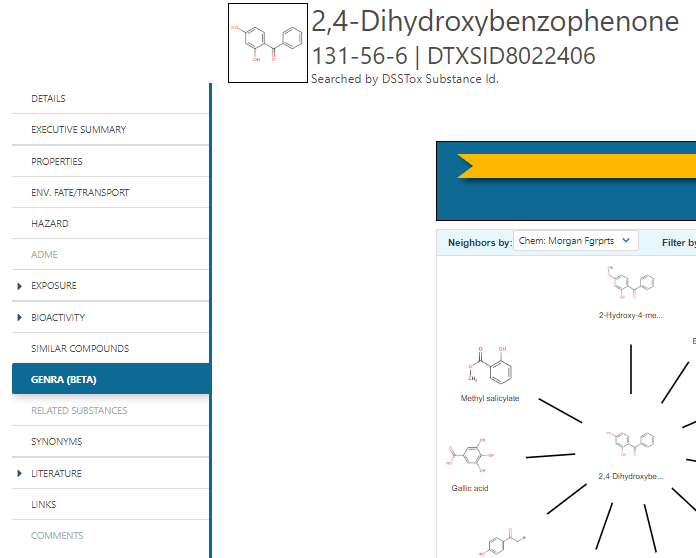 2,4-Dihydroxybenzophenone
131-56-6 | DTXSID8022406
Searched by DSSTox Substance Id.
DETAILS
EXECUTIVE SUMMARY
PROPERTIES
ENV. FATE/TRANSPORT
HAZARD
ADME
EXPOSURE
BIOACTIVITY
SIMILAR COMPOUNDS
GENRA (BETA)
RELATED SUBSTANCES
SYNONYMS
LITERATURE
LINKS
COMMENTS
Neighbors by: Chem: Morgan Fgrprts Filter by
2-Hydroxy-4-me...
Methyl salicylate
2,4-Dihydroxybe...
Gallic acid